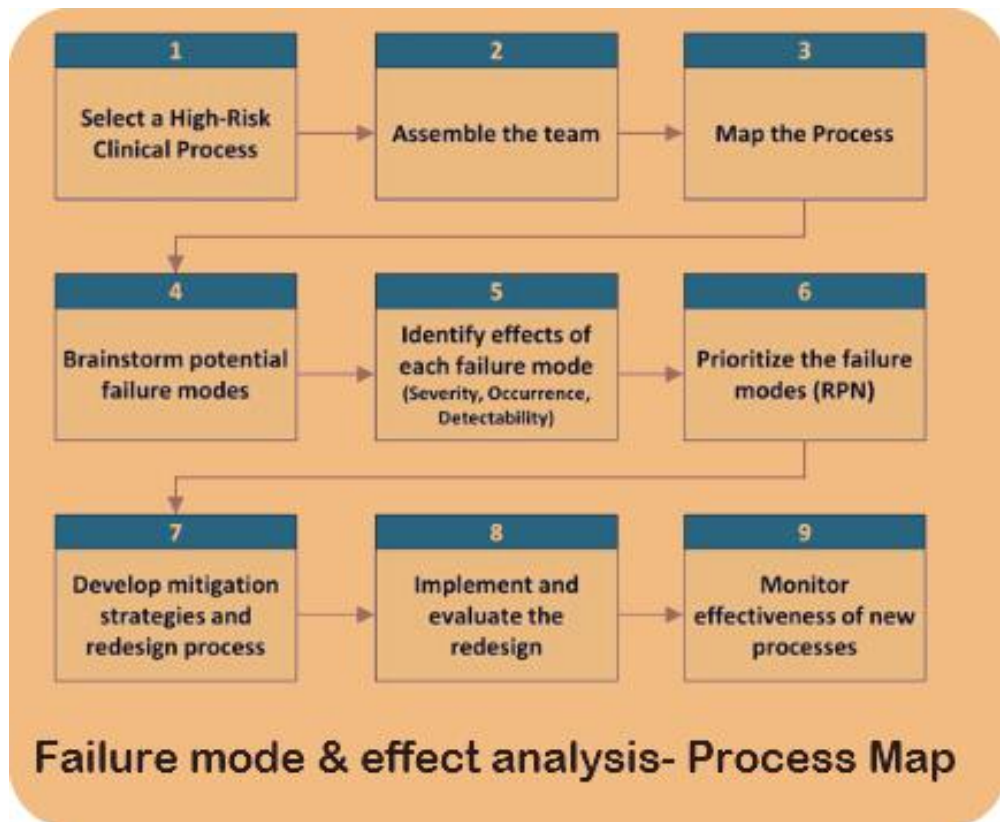 1
Select a High-Risk
Clinical Process
2
Assemble the team
3
Map the Process
4
Brainstorm potential
failure modes
5
Identify effects of
each failure mode
(Severity, Occurrence,
Detectability)
6
Prioritize the failure
modes (RPN)
7
Develop mitigation
strategies and
redesign process
8
Implement and
evaluate the
redesign
9
Monitor
effectiveness of new
processes
Failure mode & effect analysis- Process Map